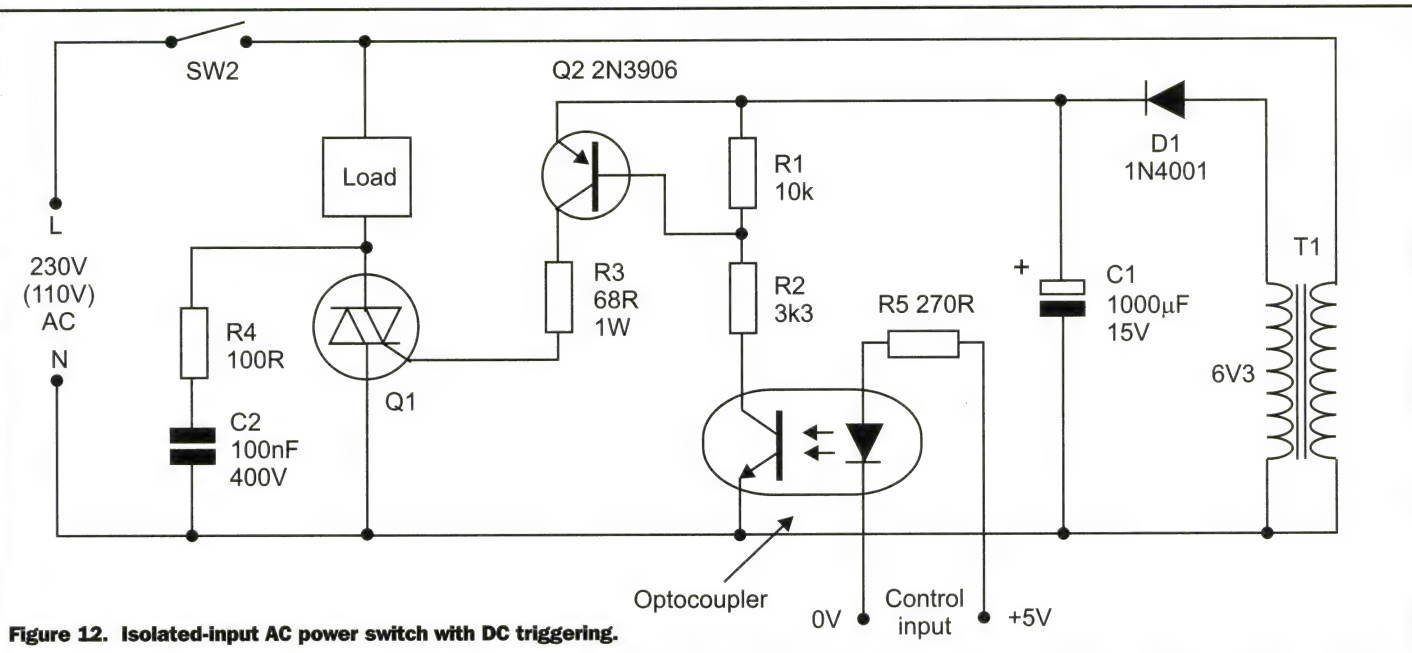 SW2
Q2 2N3906
D1
1N4001
R1
10k
Load
L
230V
(110V)
AC
N
T1
R3
68R
1W
R2
3k3
R5 270R
+
C1
1000µF
15V
R4
100R
6V3
Q1
C2
100nF
400V
Optocoupler
0V
Control
input
+5V
Figure 12. Isolated-input AC power switch with DC triggering.